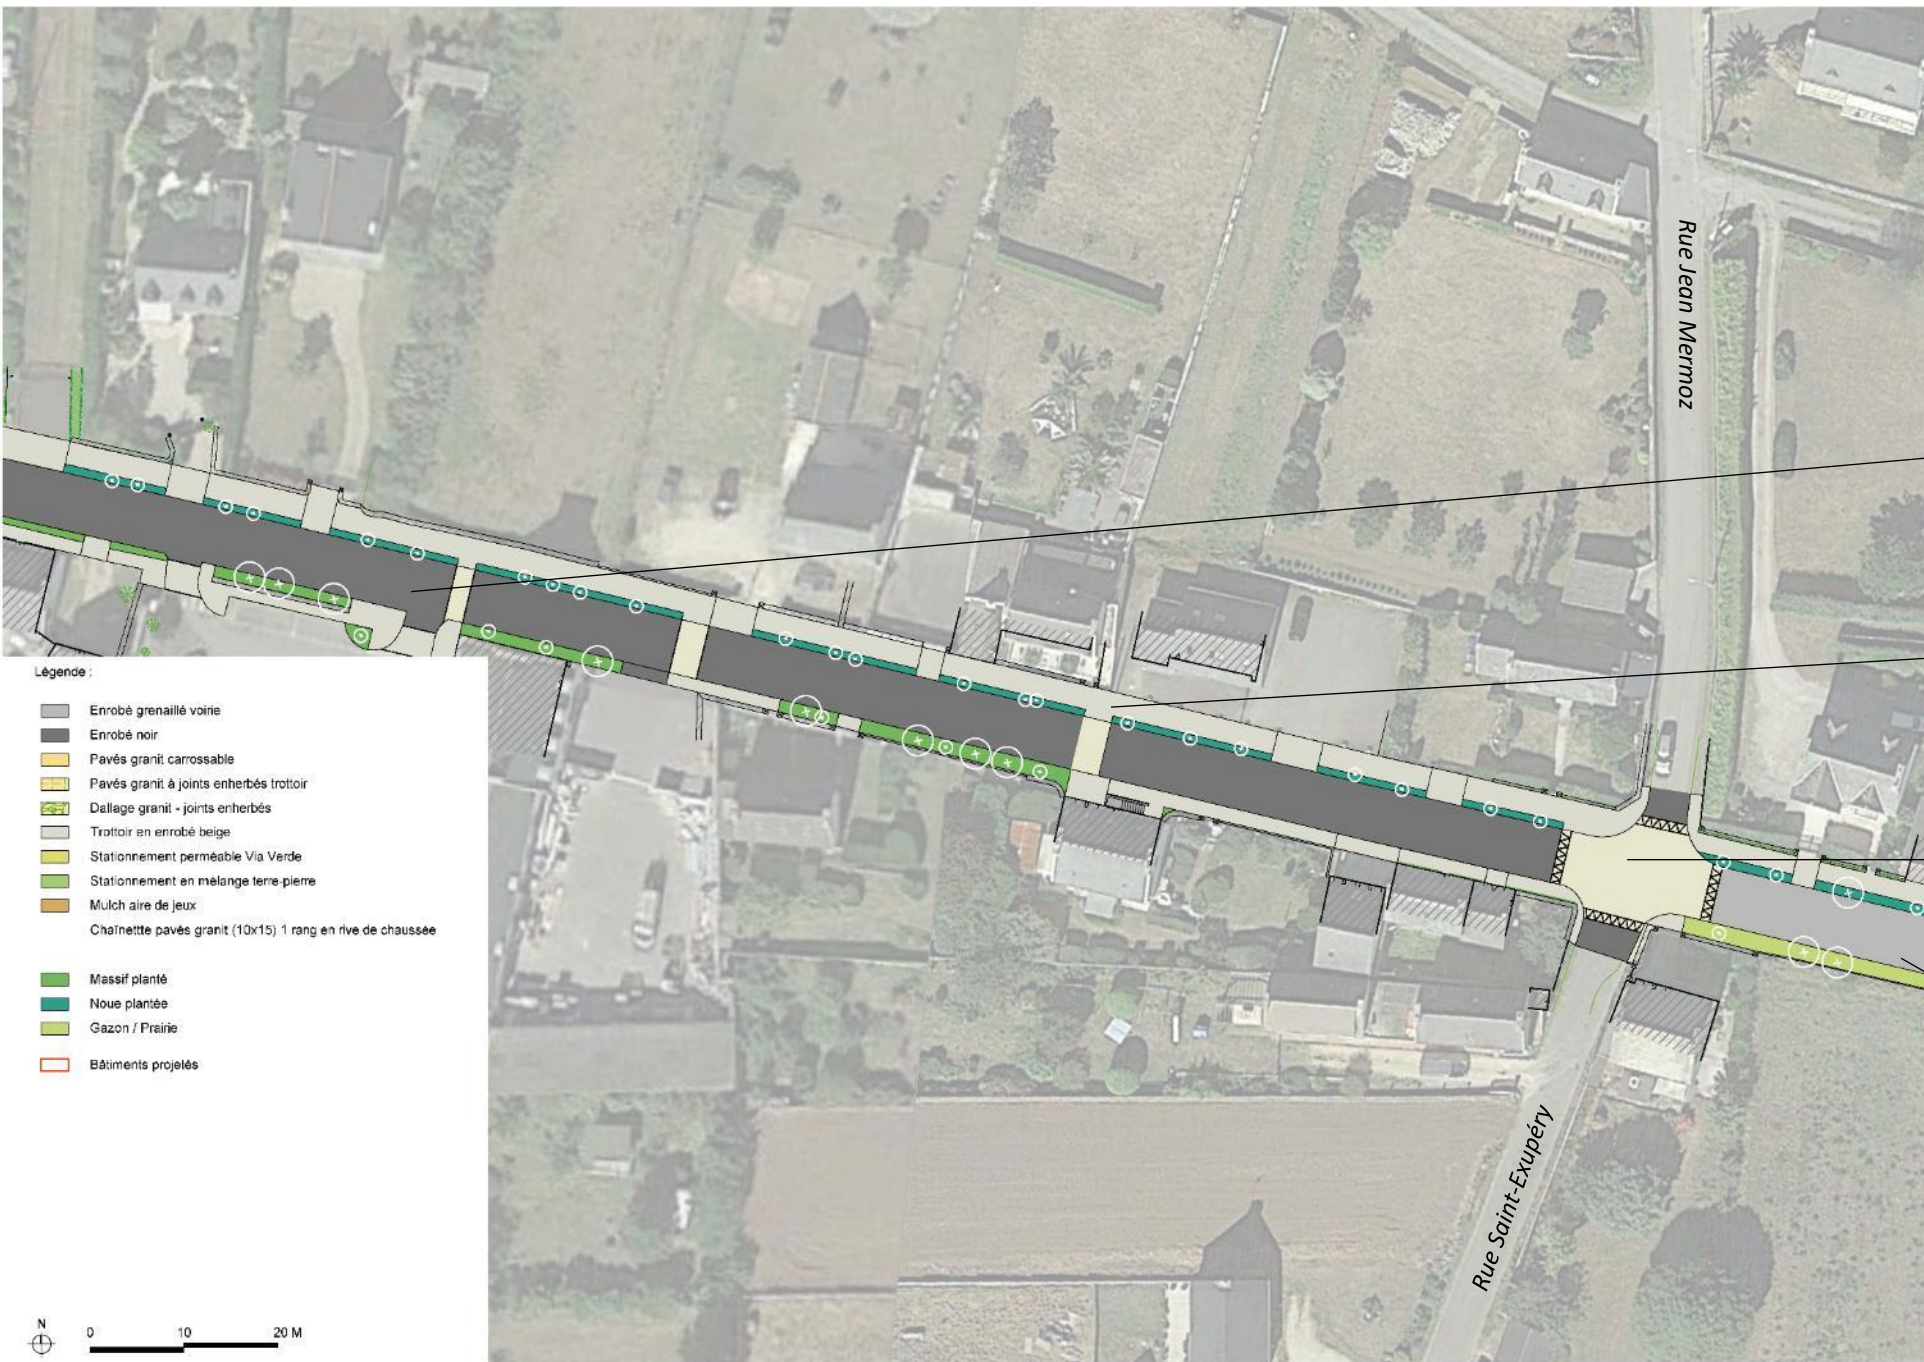 Rue Jean Mermoz
Légende :
Enrobé grenaillé voirie
Enrobé noir
Pavés granit carrossable
Pavés granit à joints enherbés trottoir
Dallage granit - joints enherbés
Trottoir en enrobé beige
Stationnement perméable Via Verde
Stationnement en mélange terre-pierre
Mulch aire de jeux
Chaînettte pavés granit (10x15) 1 rang en rive de chaussée
Massif planté
Noue plantée
Gazon / Prairie
Bâtiments projetés
Rue Saint-Exupéry
N
0 10 20 M